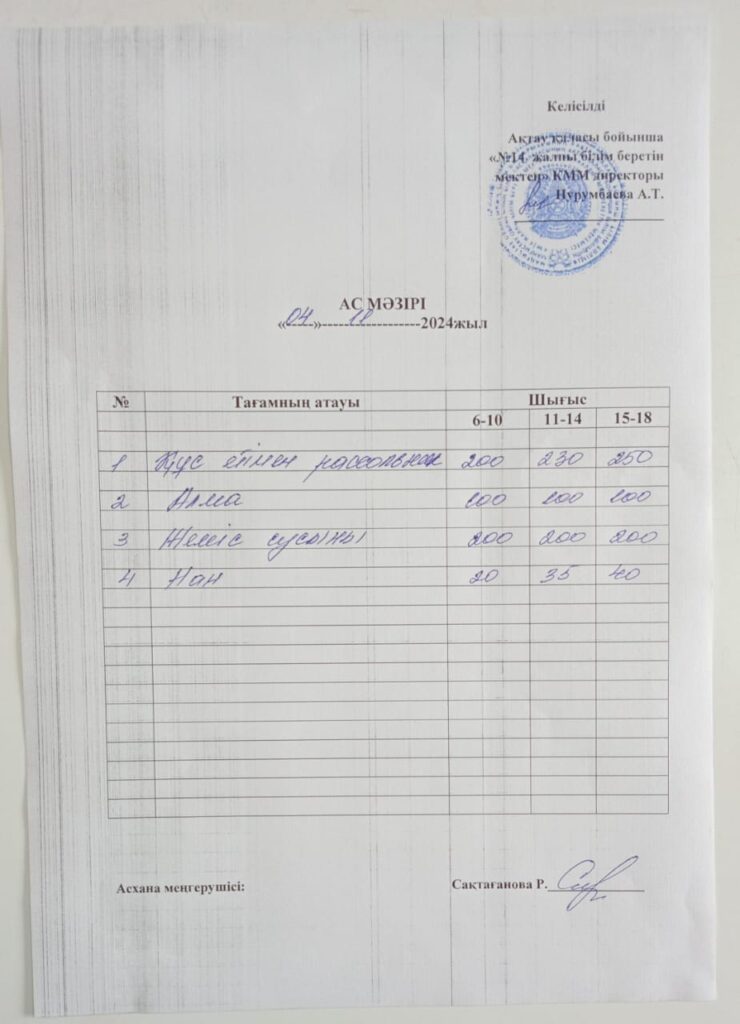 Келісілді
Ақтау қаласы бойынша
«№14 жалпы білім беретін
мектеп» КММ директоры
Нурумбаева А.Т.
АС МӘЗІРІ
«04»-----11-----2024жыл
№ Тағамның атауы Шығыс
6-10 11-14 15-18
1 Құс етімен рассольник 200 230 250
2 Алма 100 100 100
3 Жеміс сусыны 200 200 200
4 Нан 20 35 40
Асхана меңгерушісі: Сақтағанова Р.